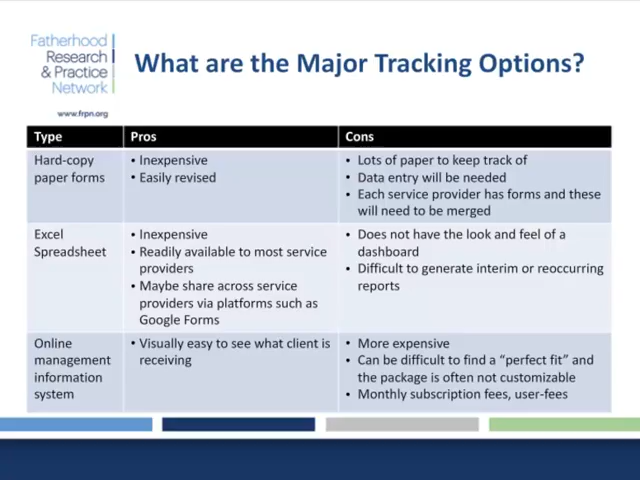 Fatherhood
Research
& Practice
Network
www.frpn.org
What are the Major Tracking Options?
Type Pros Cons
Hard-copy
paper forms
• Inexpensive
• Easily revised
• Lots of paper to keep track of
• Data entry will be needed
• Each service provider has forms and these
will need to be merged
Excel
Spreadsheet
• Inexpensive
• Readily available to most service
providers
• Maybe share across service
providers via platforms such as
Google Forms
• Does not have the look and feel of a
dashboard
• Difficult to generate interim or reoccurring
reports
Online
management
information
system
• Visually easy to see what client is
receiving
• More expensive
• Can be difficult to find a “perfect fit” and
the package is often not customizable
• Monthly subscription fees, user-fees